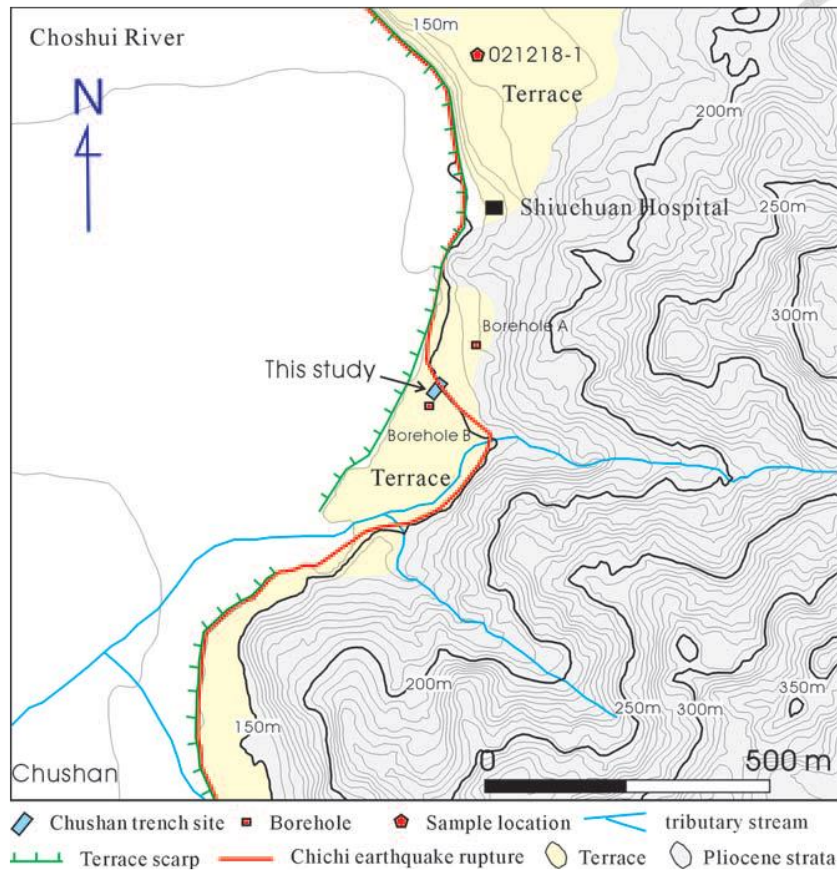 150m
Choshui River
021218-1
N
Terrace
200m
Shiuchuan Hospital
250m
Borehole A
300m
This study
Borehole B
Terrace
200m
250m
300m
350m
150m
0
500 m
Chushan
Chushan trench site
Borehole
Sample location
tributary stream
Terrace scarp
Chichi earthquake rupture
Terrace
Pliocene strata